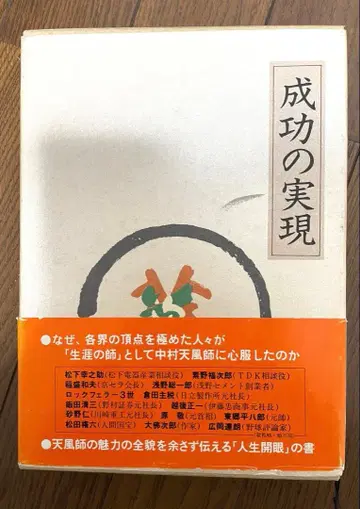 成功の実現
●なぜ、各界の頂点を極めた人々が
「生涯の師」として中村天風師に心服したのか
松下幸之助(松下電器産業相談役) 素野福次郎(TDK相談役)
稲盛和夫(京セラ会長) 浅野総一郎(浅野セメント創業者)
ロックフェラー3世 倉田主税(日立製作所元社長)
飯田清三(野村証券元社長) 越後正一(伊藤忠商事元社長)
砂野仁(川崎重工元社長) 原 敬(元首相) 東郷平八郎(元帥)
松田権六(人間国宝) 大佛次郎(作家) 広岡達朗(野球評論家)
●天風師の魅力の全貌を余さず伝える「人生開眼」の書